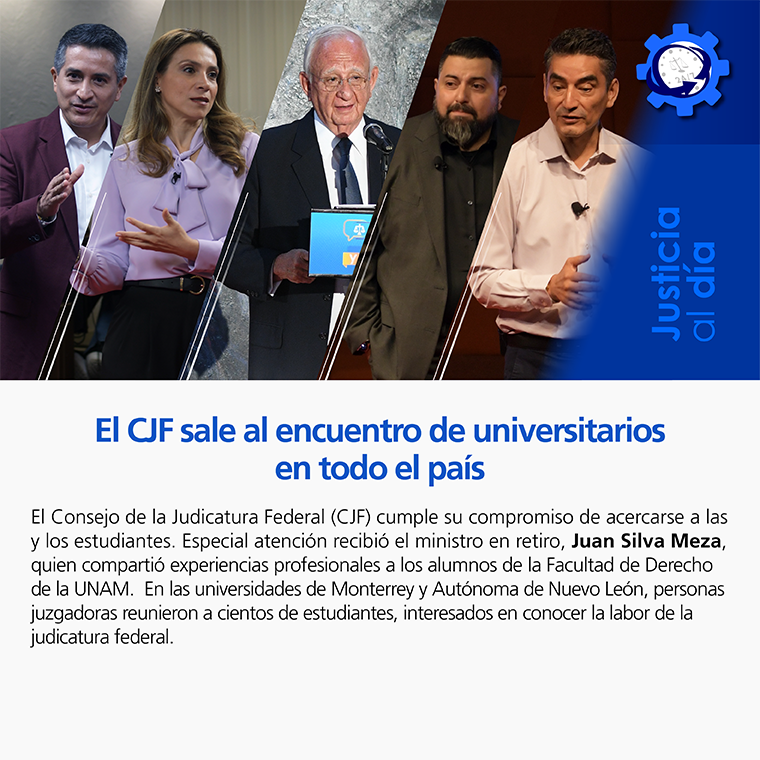 Justicia
al día
El CJF sale al encuentro de universitarios
en todo el país
El Consejo de la Judicatura Federal (CJF) cumple su compromiso de acercarse a las
y los estudiantes. Especial atención recibió el ministro en retiro, Juan Silva Meza,
quien compartió experiencias profesionales a los alumnos de la Facultad de Derecho
de la UNAM.  En las universidades de Monterrey y Autónoma de Nuevo León, personas
juzgadoras reunieron a cientos de estudiantes, interesados en conocer la labor de la
judicatura federal.